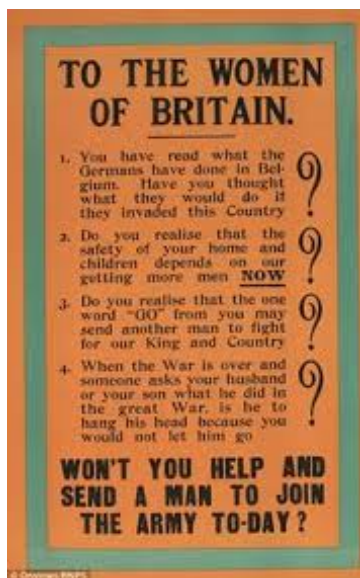 TO THE WOMEN
OF BRITAIN.
1. You have read what the
Germans have done in Bel-
gium. Have you thought
what they would do if
they invaded this Country ?
2. Do you realise that the
safety of your home and
children depends on our
getting more men NOW ?
3. Do you realise that the one
word "GO" from you may
send another man to fight
for our King and Country ?
4. When the War is over and
someone asks your husband
or your son what he did in
the great War, is he to
hang his head because you
would not let him go ?
WON'T YOU HELP AND
SEND A MAN TO JOIN
THE ARMY TO-DAY ?